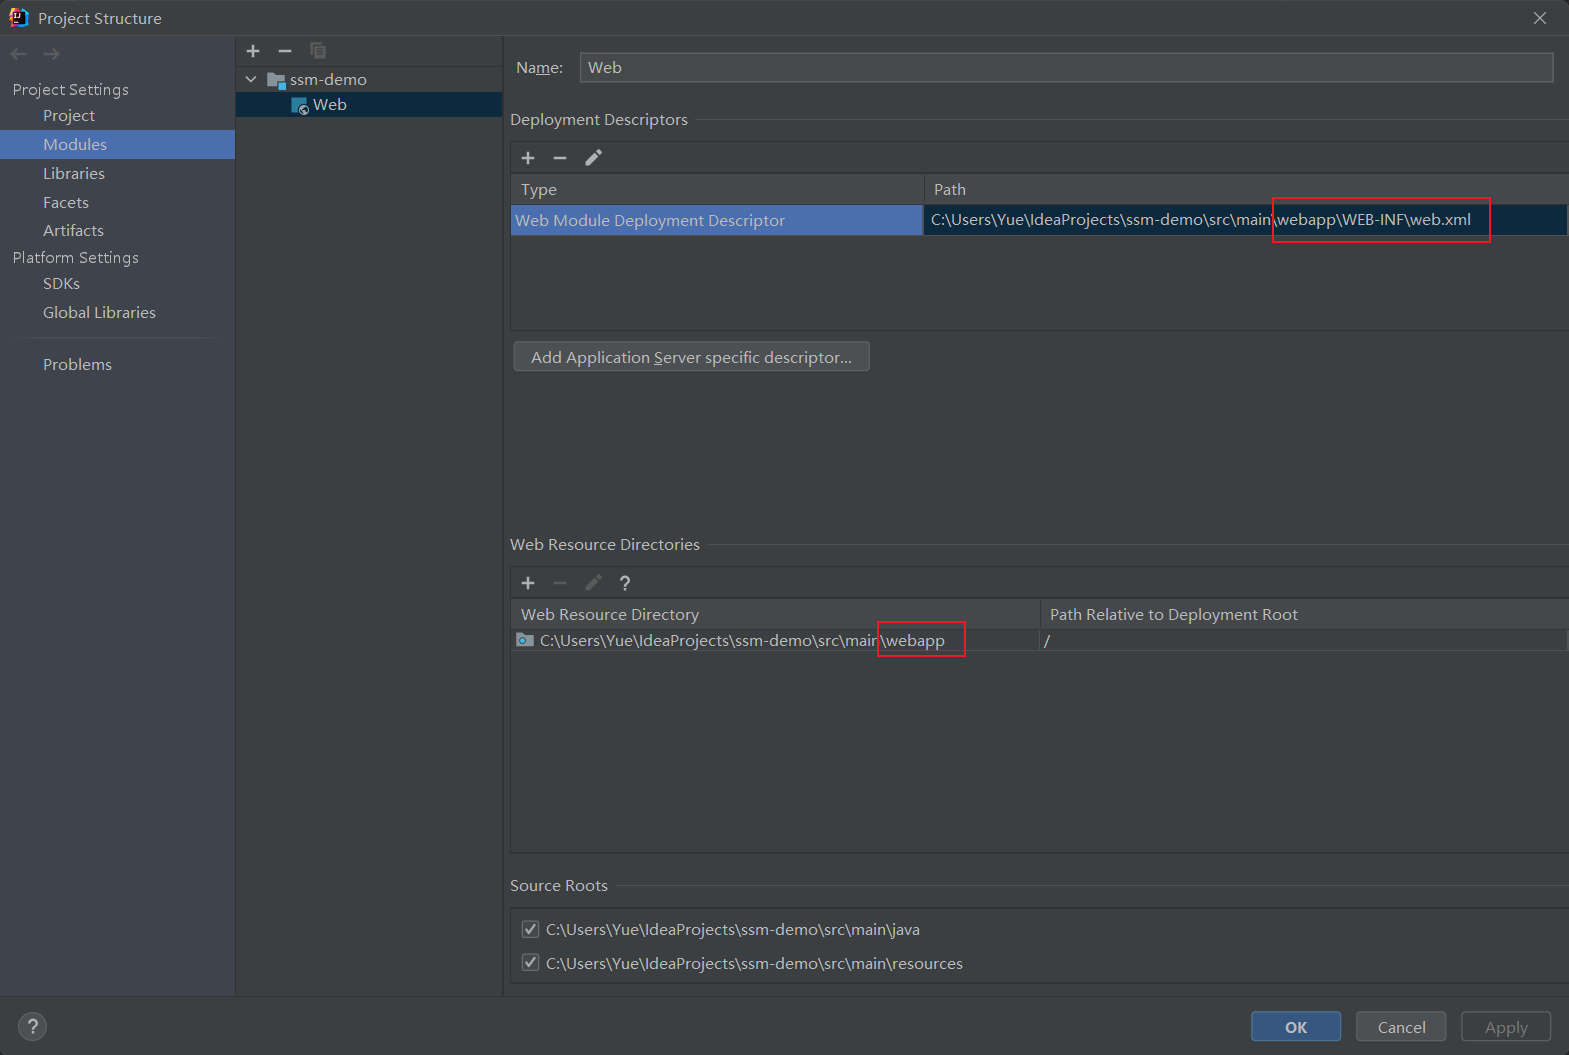 Project Structure
Project Settings
Project
Modules
Libraries
Facets
Artifacts
Platform Settings
SDKs
Global Libraries
Problems
ssm-demo
Web
Name: Web
Deployment Descriptors
Type Path
Web Module Deployment Descriptor C:\Users\Yue\IdeaProjects\ssm-demo\src\main\webapp\WEB-INF\web.xml
Add Application Server specific descriptor...
Web Resource Directories
?
Web Resource Directory Path Relative to Deployment Root
C:\Users\Yue\IdeaProjects\ssm-demo\src\main\webapp /
Source Roots
C:\Users\Yue\IdeaProjects\ssm-demo\src\main\java
C:\Users\Yue\IdeaProjects\ssm-demo\src\main\resources
? OK Cancel Apply